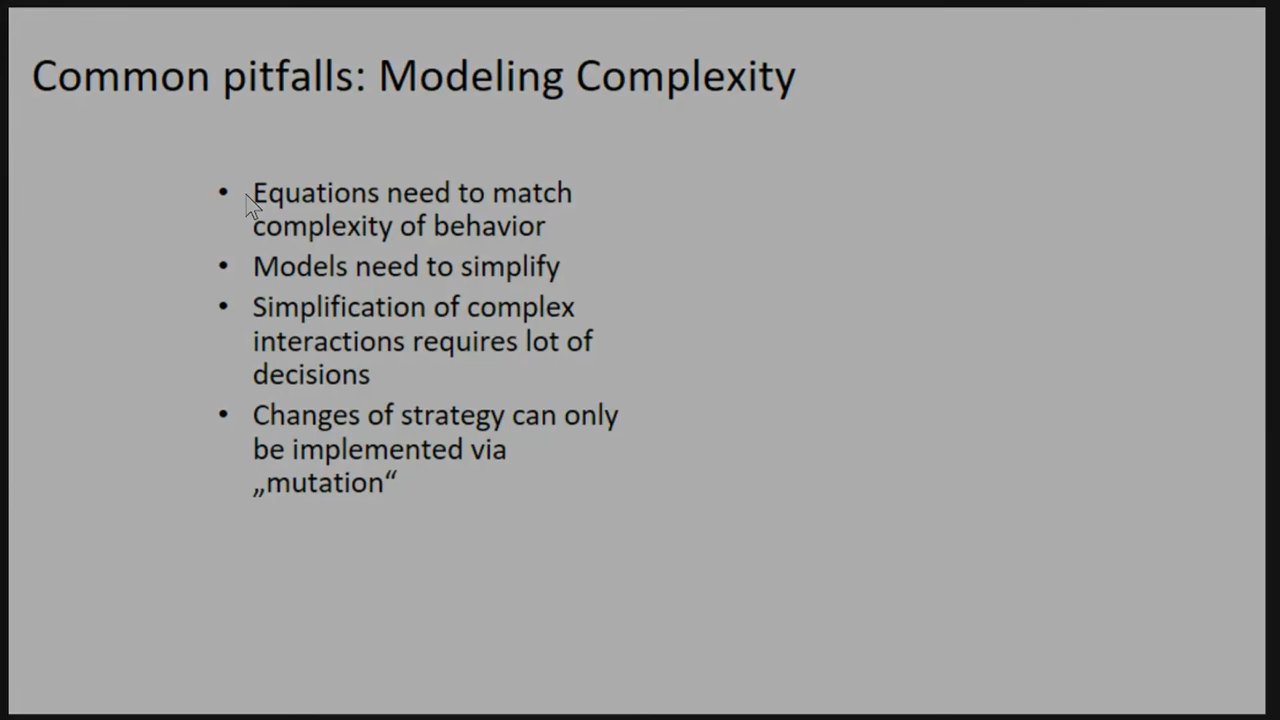 Common pitfalls: Modeling Complexity
• Equations need to match
complexity of behavior
• Models need to simplify
• Simplification of complex
interactions requires lot of
decisions
• Changes of strategy can only
be implemented via
„mutation“